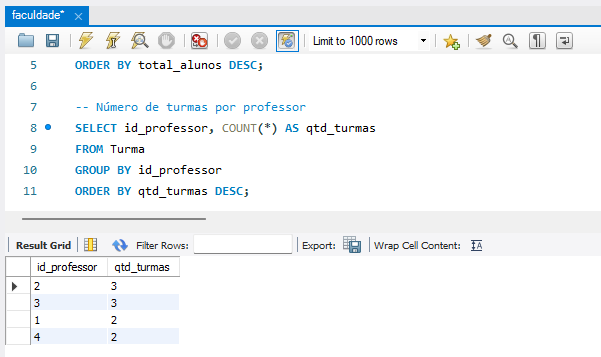 faculdade*
Limit to 1000 rows
5 ORDER BY total_alunos DESC;
6
7 -- Número de turmas por professor
8 SELECT id_professor, COUNT(*) AS qtd_turmas
9 FROM Turma
10 GROUP BY id_professor
11 ORDER BY qtd_turmas DESC;
Result Grid Filter Rows: Export: Wrap Cell Content:
id_professor qtd_turmas
2 3
3 3
1 2
4 2